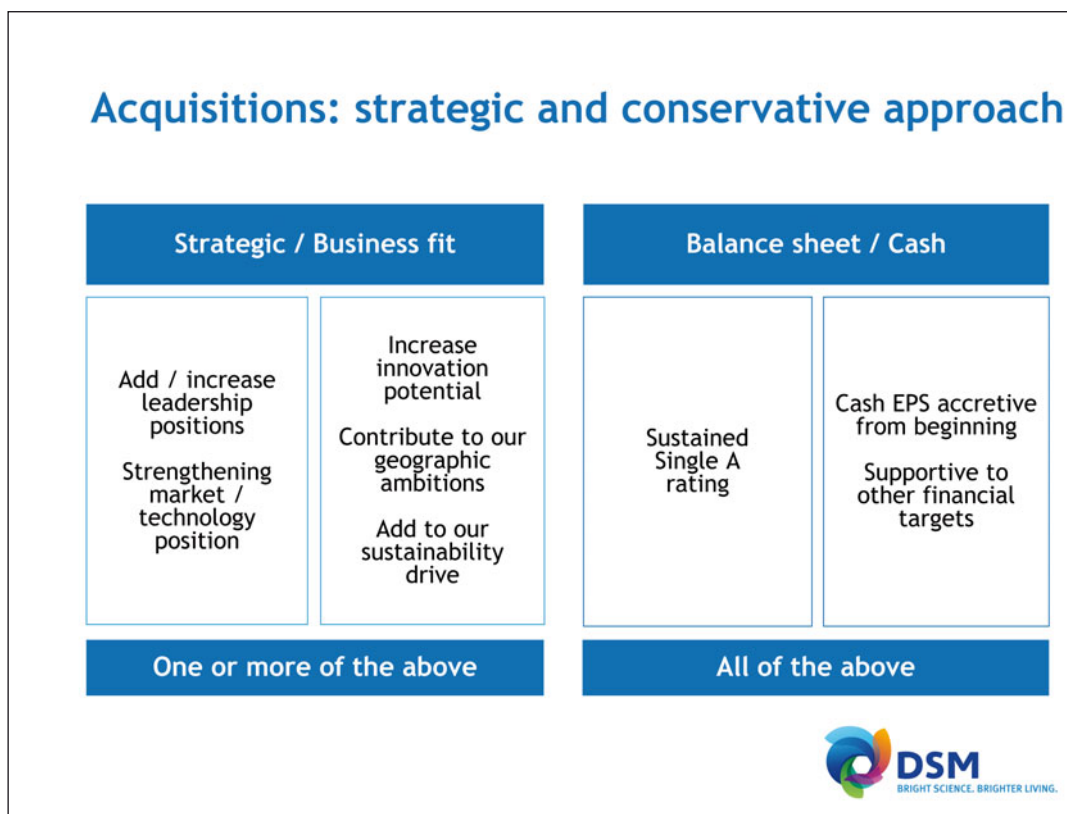 Acquisitions: strategic and conservative approach
Strategic / Business fit
Add / increase
leadership
positions
Strengthening
market /
technology
position
Increase
innovation
potential
Contribute to our
geographic
ambitions
Add to our
sustainability
drive
One or more of the above
Balance sheet / Cash
Sustained
Single A
rating
Cash EPS accretive
from beginning
Supportive to
other financial
targets
All of the above
DSM
BRIGHT SCIENCE. BRIGHTER LIVING.